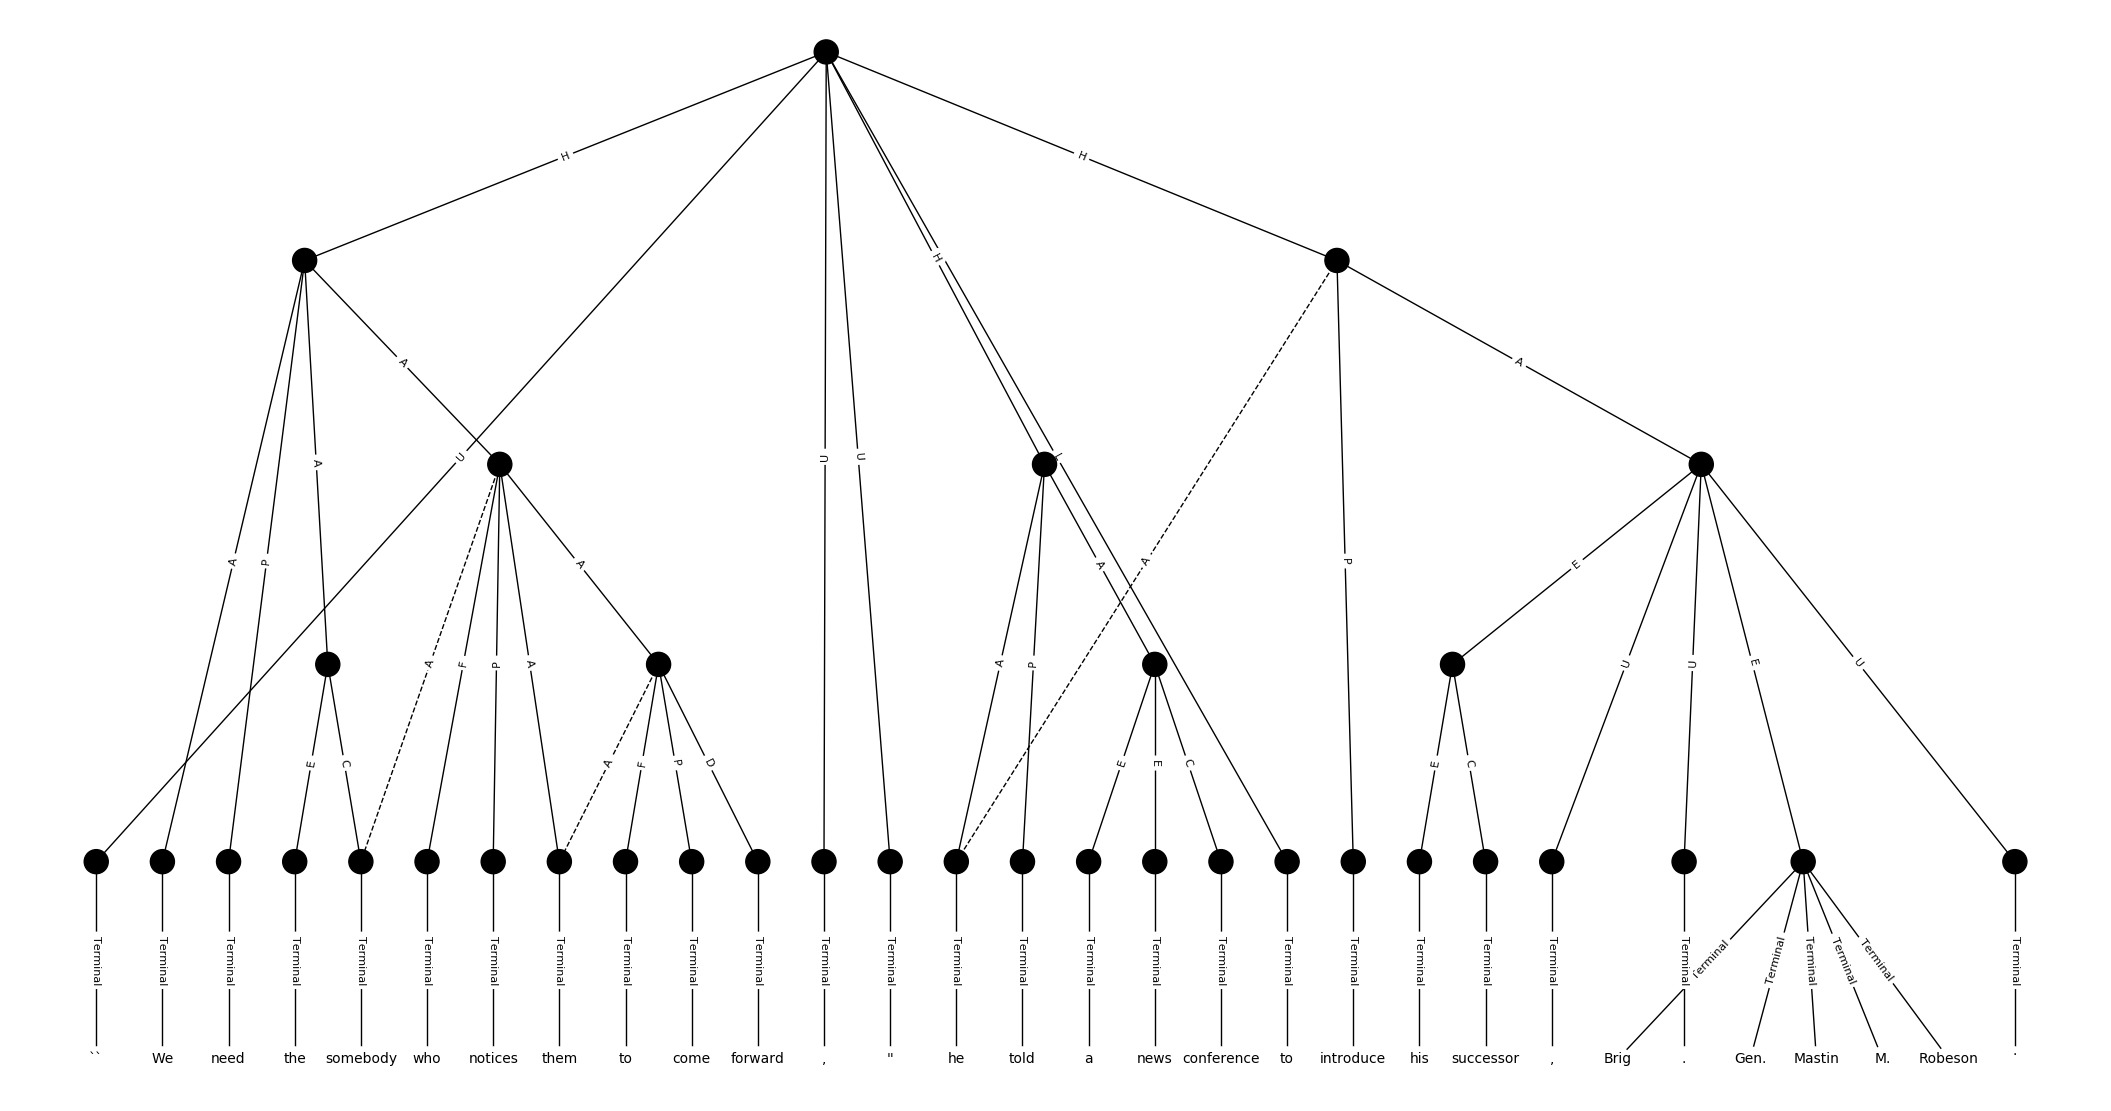 H H
H
A A
U U U L
A A P A P A A P E
A A F P A A P U U E U
E C A F P D E E C E C
Terminal Terminal Terminal Terminal Terminal Terminal Terminal Terminal Terminal Terminal Terminal Terminal Terminal Terminal Terminal Terminal Terminal Terminal Terminal Terminal Terminal Terminal Terminal Terminal Terminal Terminal Terminal Terminal Terminal Terminal
`` We need the somebody who notices them to come forward , " he told a news conference to introduce his successor , Brig . Gen. Mastin M. Robeson .